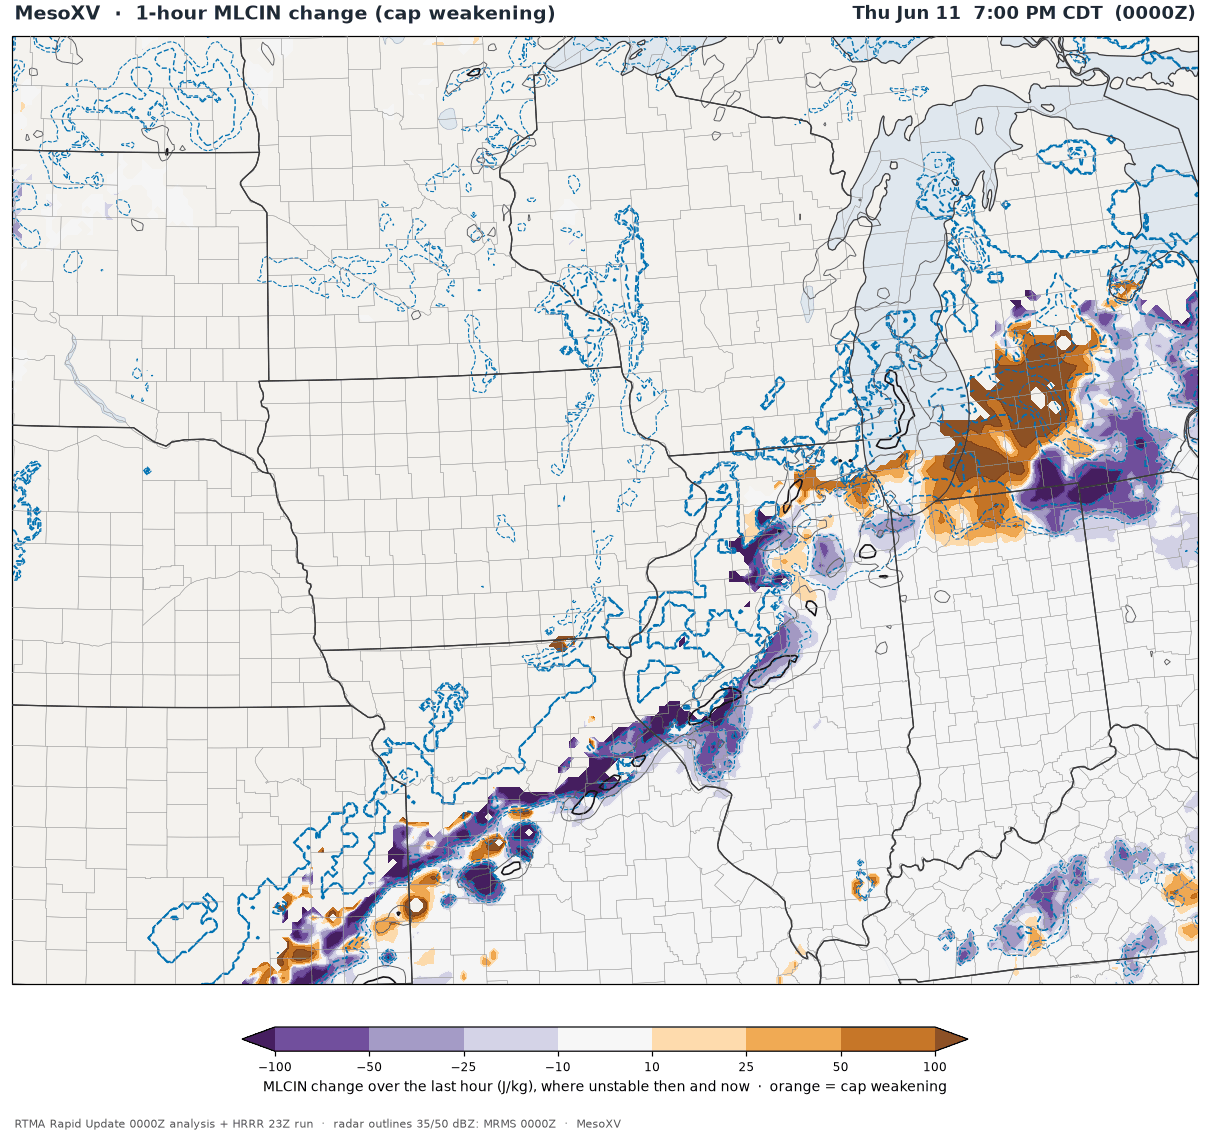 MesoXV · 1-hour MLCIN change (cap weakening)
Thu Jun 11 7:00 PM CDT (0000Z)
−100 −50 −25 −10 10 25 50 100
MLCIN change over the last hour (J/kg), where unstable then and now · orange = cap weakening
RTMA Rapid Update 0000Z analysis + HRRR 23Z run · radar outlines 35/50 dBZ: MRMS 0000Z · MesoXV